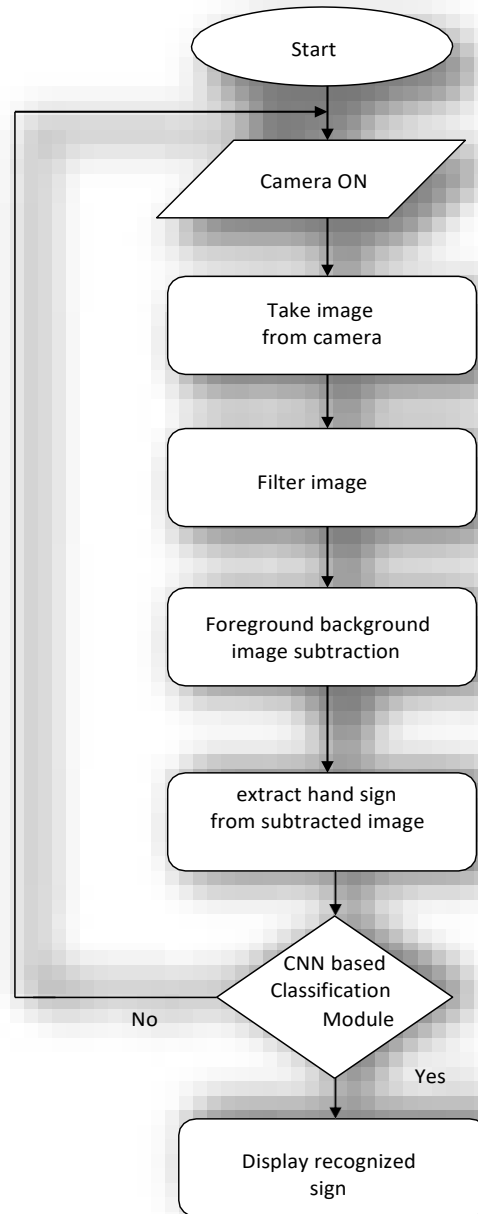 Start
Camera ON
Take image
from camera
Filter image
Foreground background
image subtraction
extract hand sign
from subtracted image
CNN based
Classification
Module
No
Yes
Display recognized
sign